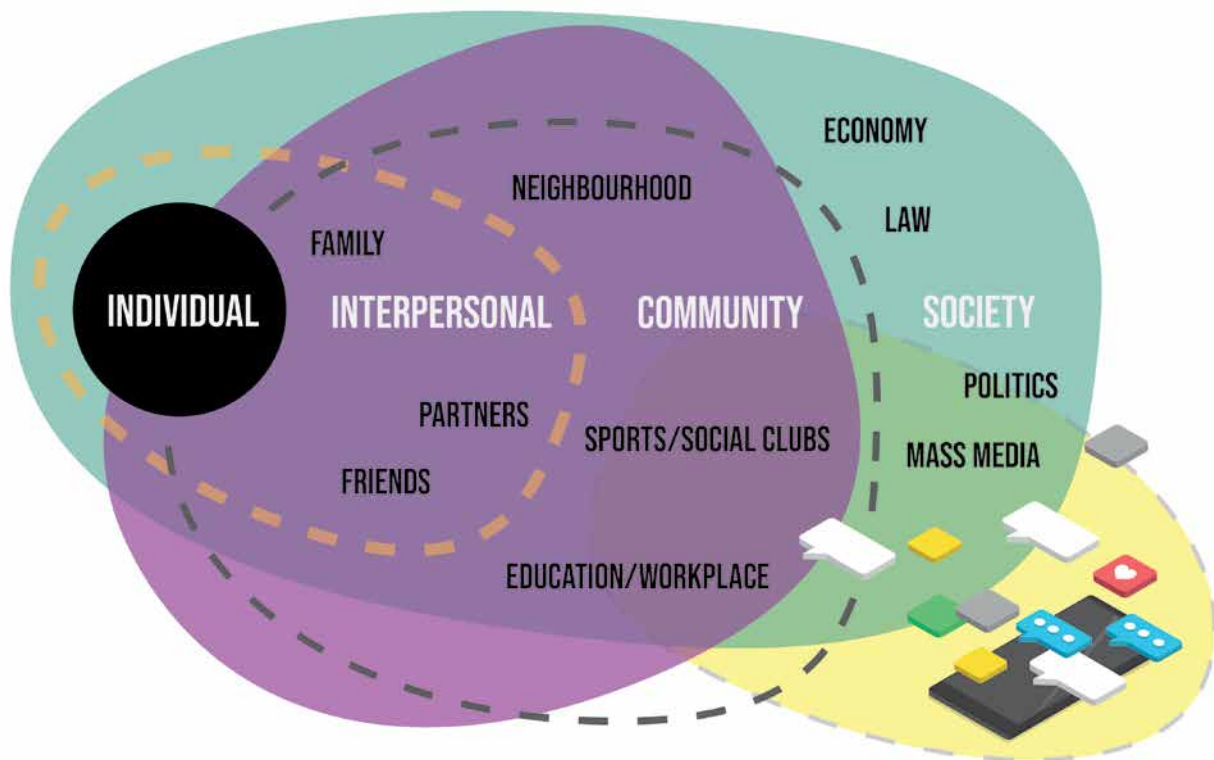 ECONOMY
NEIGHBOURHOOD
LAW
FAMILY
INDIVIDUAL
INTERPERSONAL
COMMUNITY
SOCIETY
POLITICS
PARTNERS
SPORTS/SOCIAL CLUBS
MASS MEDIA
FRIENDS
EDUCATION/WORKPLACE